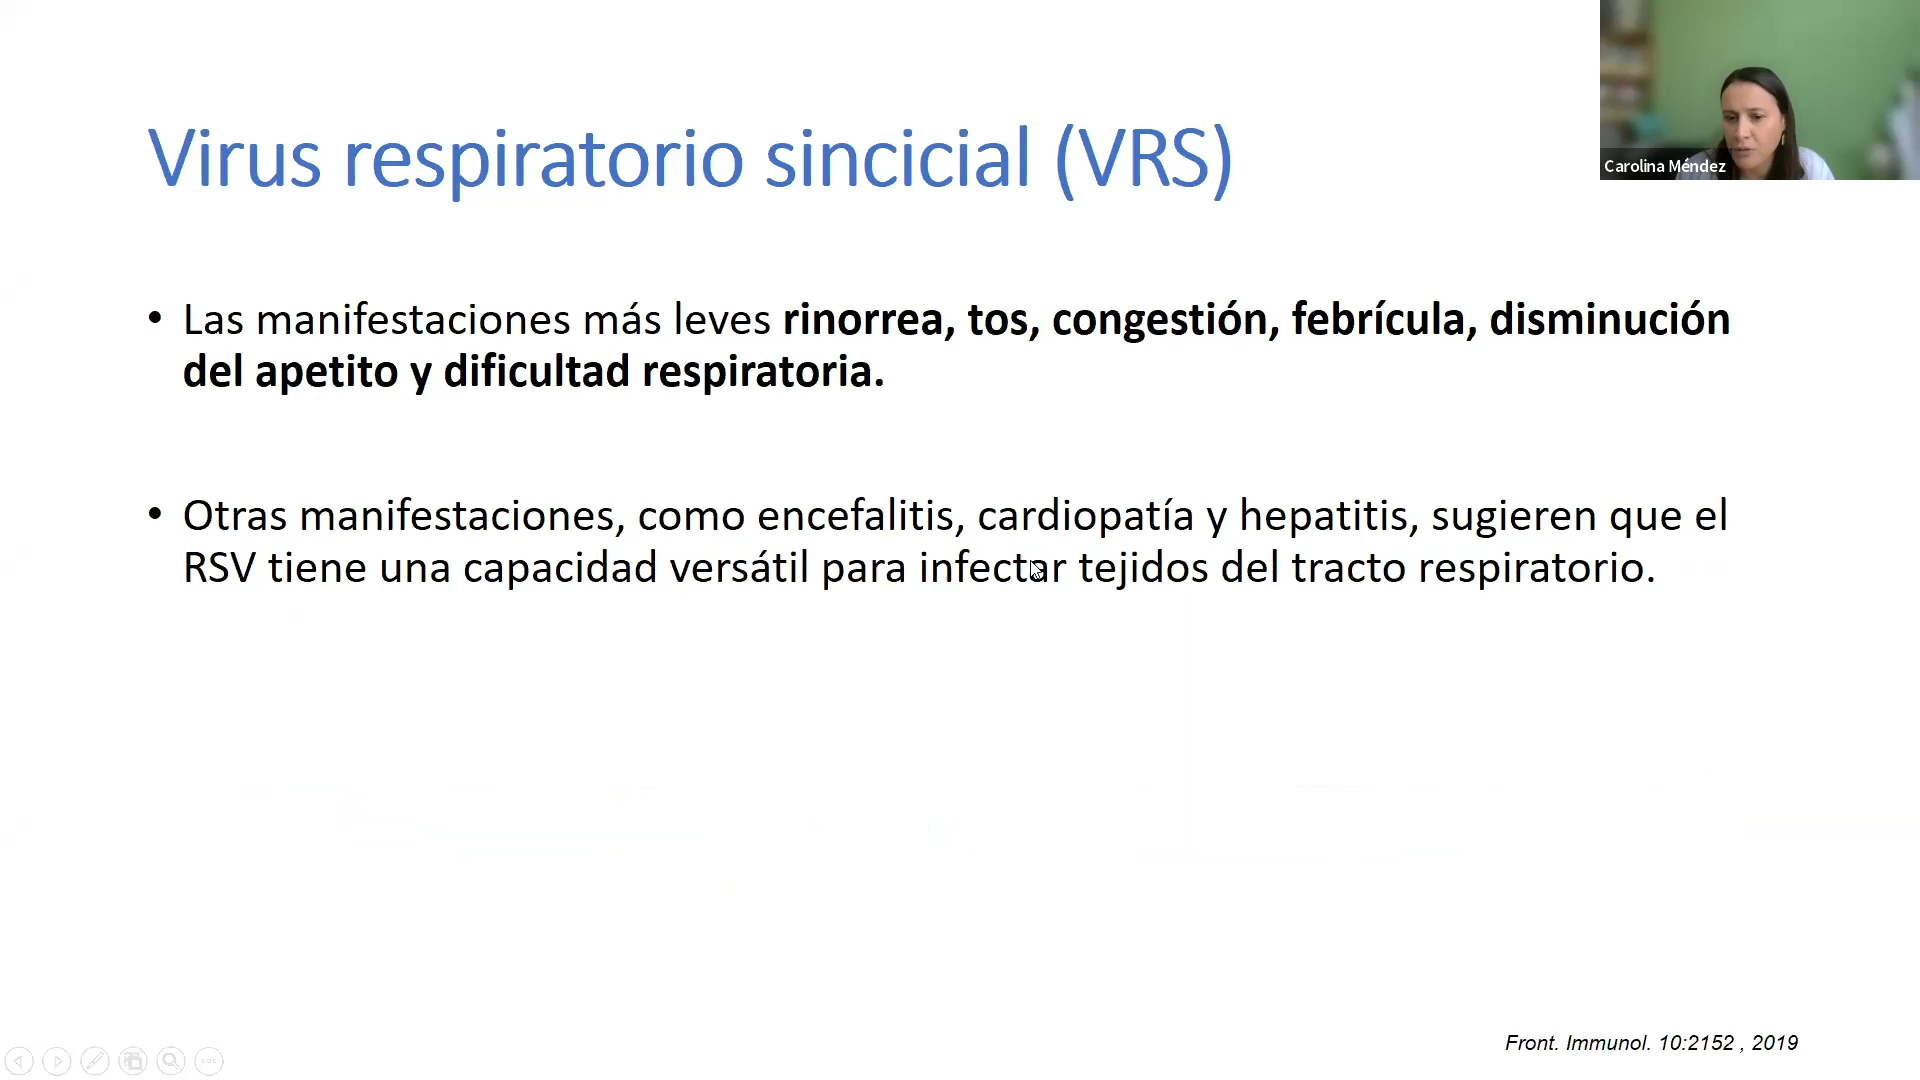 Virus respiratorio sincicial (VRS)
Carolina Méndez
• Las manifestaciones más leves rinorrea, tos, congestión, febrícula, disminución
del apetito y dificultad respiratoria.
• Otras manifestaciones, como encefalitis, cardiopatía y hepatitis, sugieren que el
RSV tiene una capacidad versátil para infectar tejidos del tracto respiratorio.
Front. Immunol. 10:2152 , 2019